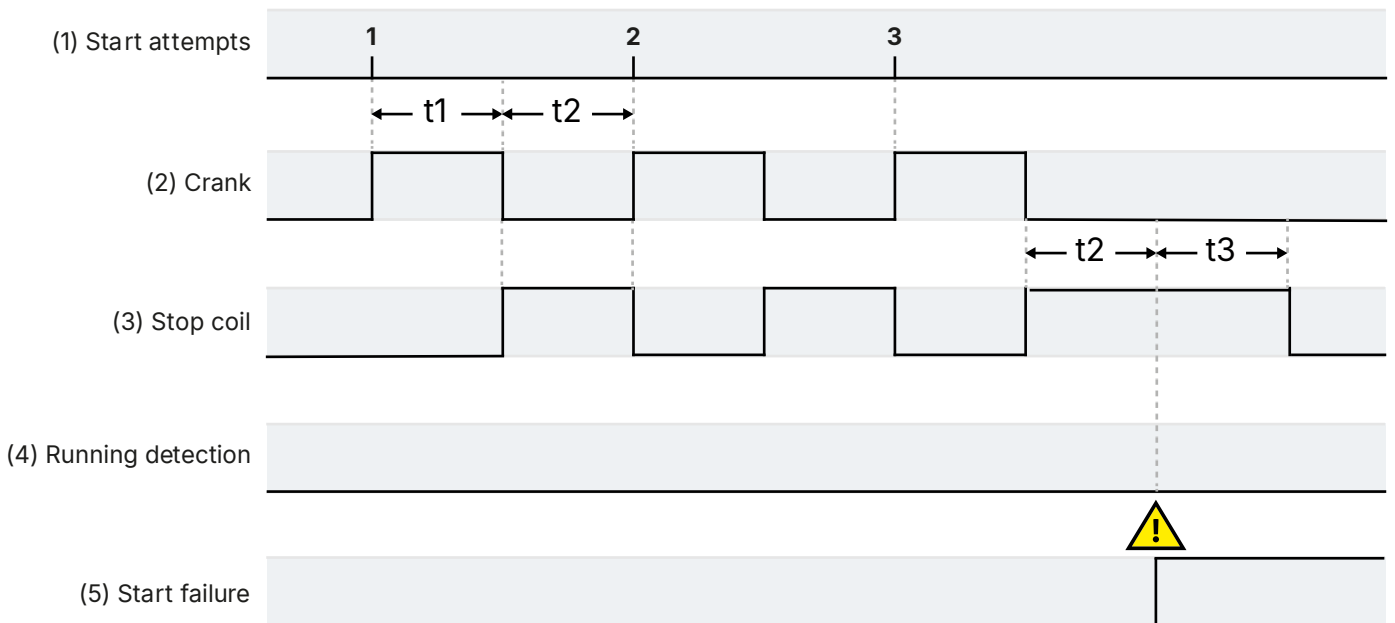 (1) Start attempts
1
2
3
t1
t2
(2) Crank
t2
t3
(3) Stop coil
(4) Running detection
!
(5) Start failure